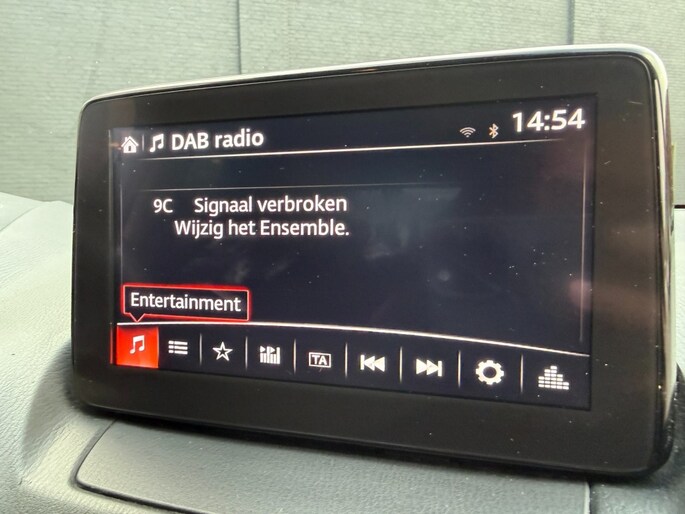 DAB radio
14:54
9C Signaal verbroken
Wijzig het Ensemble.
Entertainment
TA